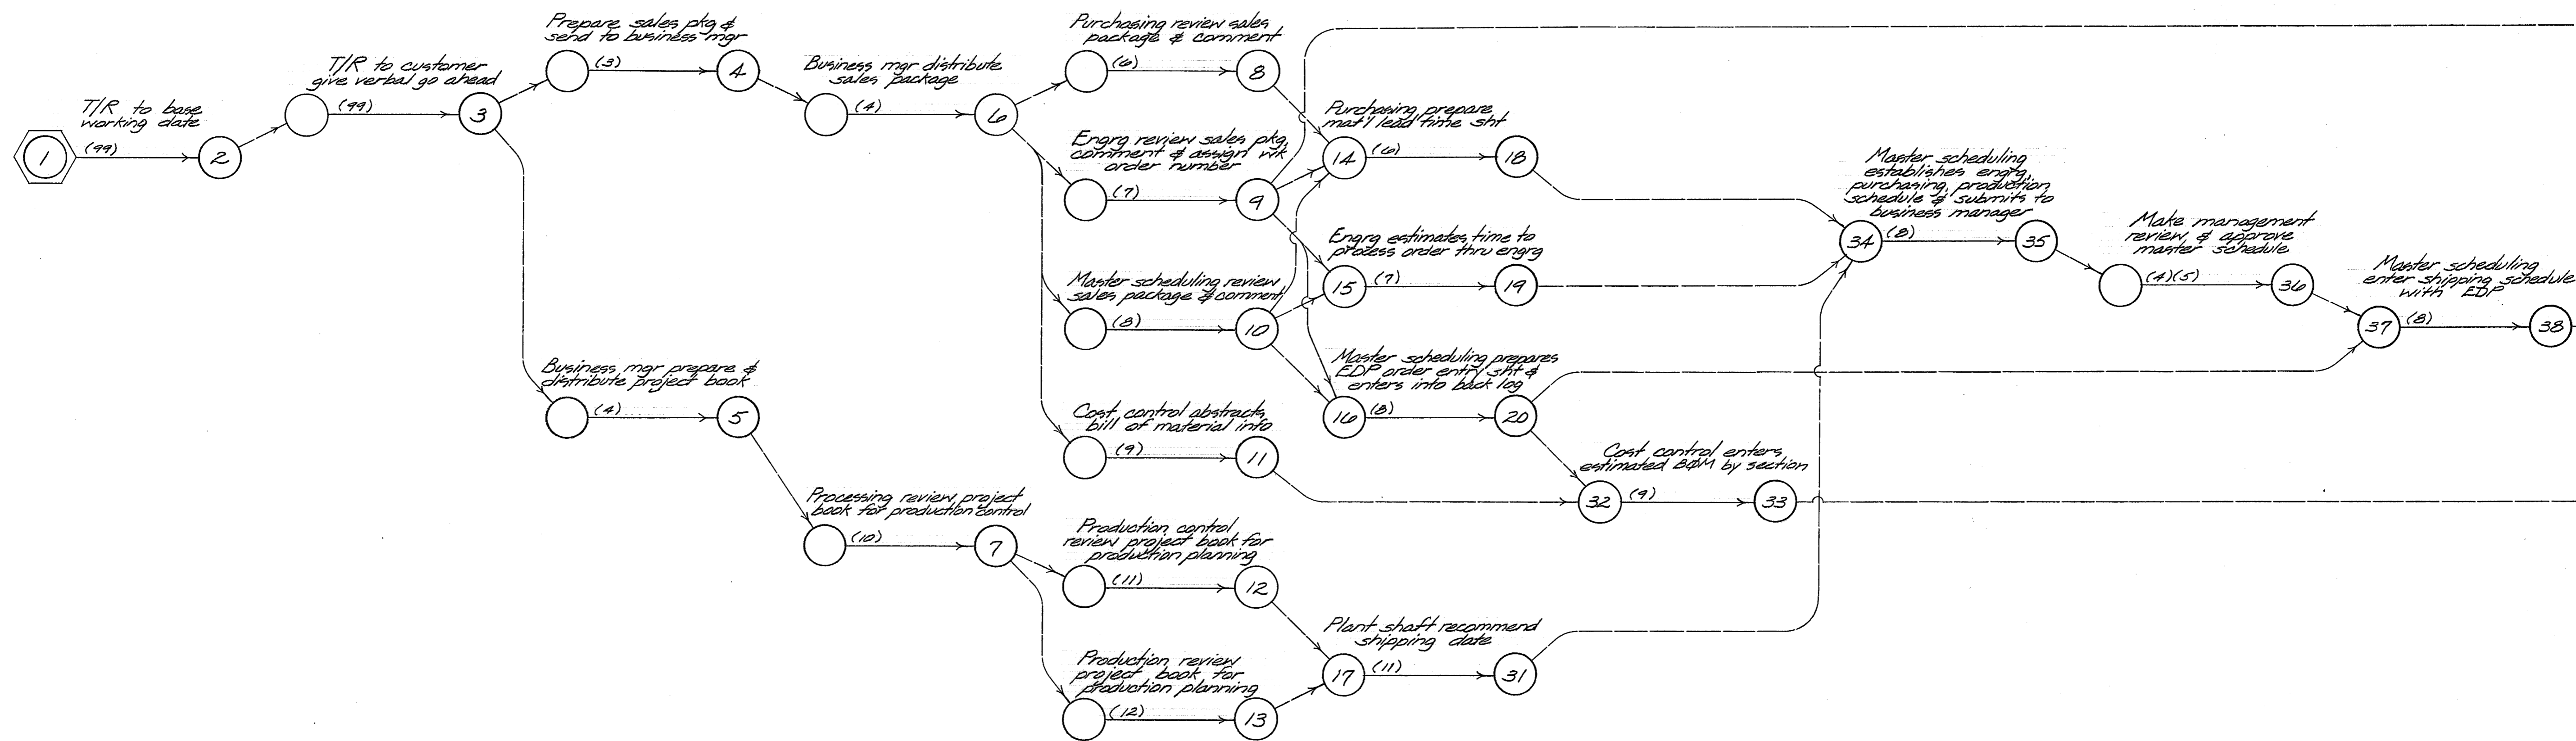 T/R to base
working date
1
(99)
2
T/R to customer
give verbal go ahead
(99)
3
Prepare sales pkg &
send to business mgr
(3)
4
Business mgr distribute
sales package
(4)
6
Purchasing review sales
package & comment
(6)
8
Engrg review sales pkg,
comment & assign wk
order number
(7)
9
Master scheduling review
sales package & comment
(8)
10
Cost control abstracts
bill of material info
(9)
11
Business mgr prepare &
distribute project book
(4)
5
Processing review project
book for production control
(10)
7
Production control
review project book for
production planning
(11)
12
Production review
project book for
production planning
(12)
13
Purchasing prepare
mat'l lead time sht
14
(6)
18
Engrg estimates time to
process order thru engrg
15
(7)
19
Master scheduling prepares
EDP order entry sht &
enters into back log
16
(8)
20
Cost control enters
estimated BOM by section
32
(9)
33
Plant shaft recommend
shipping date
17
(11)
31
Master scheduling
establishes engrg,
purchasing, production
schedule & submits to
business manager
34
(8)
35
Make management
review, & approve
master schedule
(4)(5)
36
Master scheduling
enter shipping schedule
with EDP
37
(8)
38